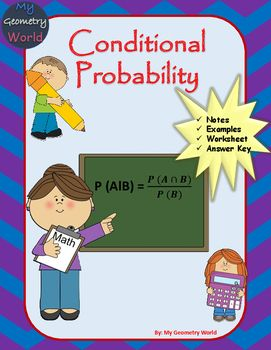 My
Geometry
World
Conditional
Probability
✓ Notes
✓ Examples
✓ Worksheet
✓ Answer Key
P (A|B) = P (A ∩ B) / P (B)
Math
By: My Geometry World